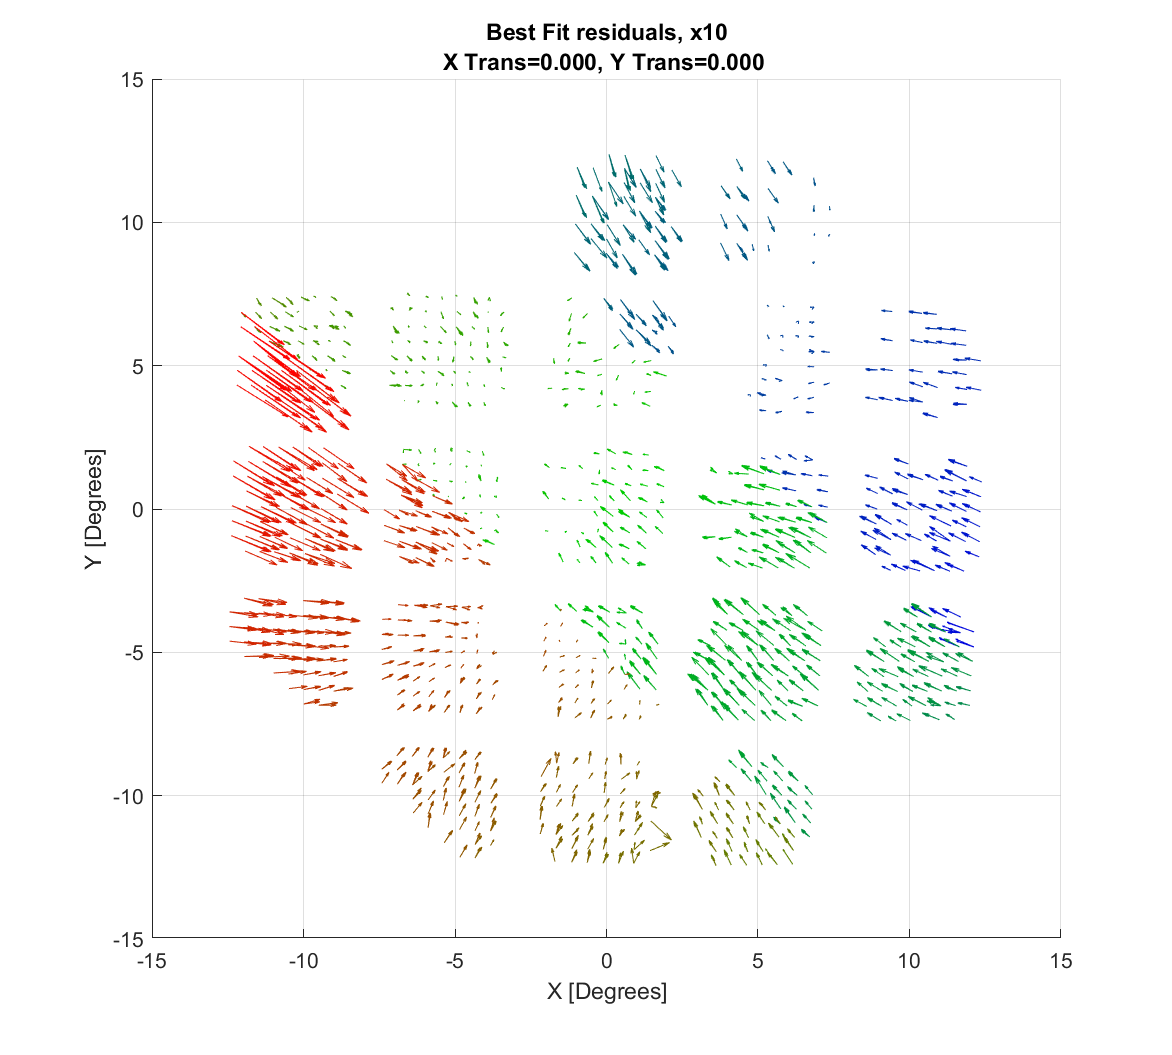 Best Fit residuals, x10
X Trans=0.000, Y Trans=0.000
15
10
5
0
-5
-10
-15
Y [Degrees]
-15 -10 -5 0 5 10 15
X [Degrees]